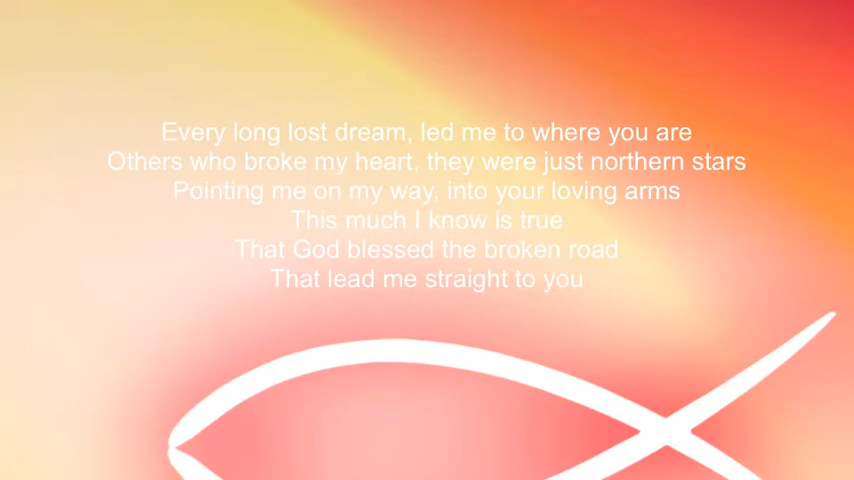 Every long lost dream, led me to where you are
Others who broke my heart, they were just northern stars
Pointing me on my way, into your loving arms
This much I know is true
That God blessed the broken road
That lead me straight to you